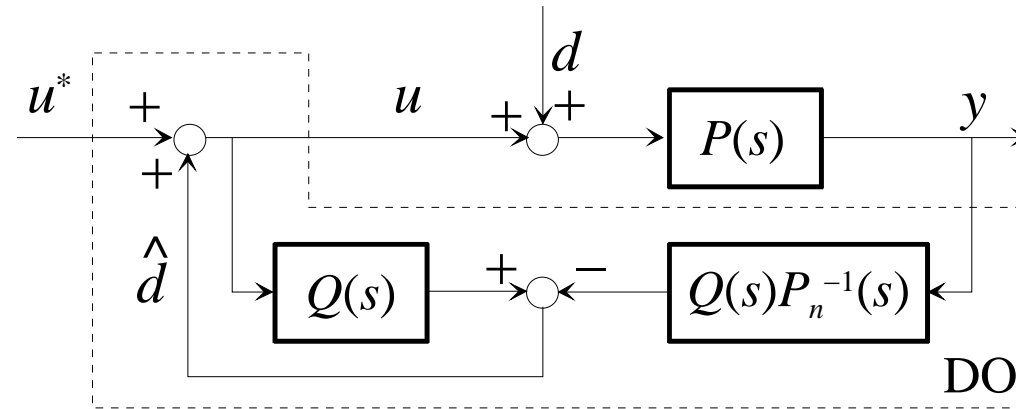 d
u*
+
u
+
+
P(s)
y
+
d̂
Q(s)
+
−
Q(s)Pₙ⁻¹(s)
DO